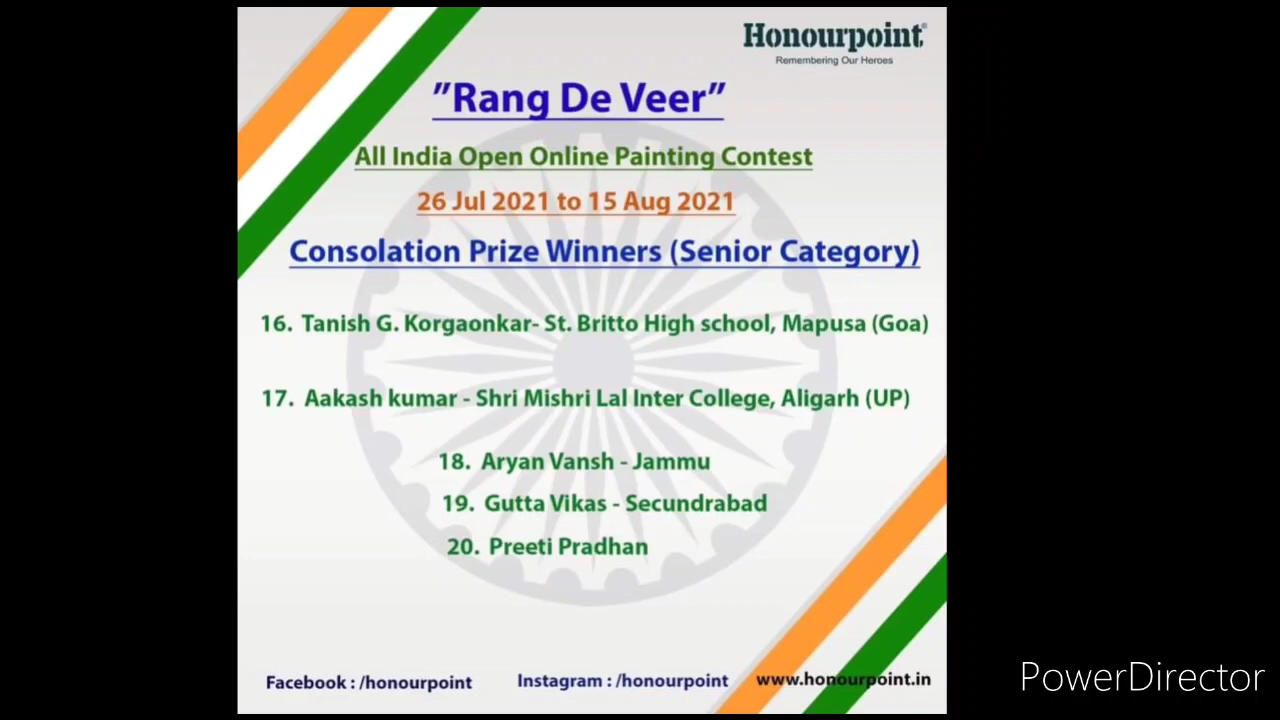 Honourpoint®
Remembering Our Heroes
”Rang De Veer”
All India Open Online Painting Contest
26 Jul 2021 to 15 Aug 2021
Consolation Prize Winners (Senior Category)
16. Tanish G. Korgaonkar- St. Britto High school, Mapusa (Goa)
17. Aakash kumar - Shri Mishri Lal Inter College, Aligarh (UP)
18. Aryan Vansh - Jammu
19. Gutta Vikas - Secundrabad
20. Preeti Pradhan
Facebook : /honourpoint Instagram : /honourpoint www.honourpoint.in
PowerDirector